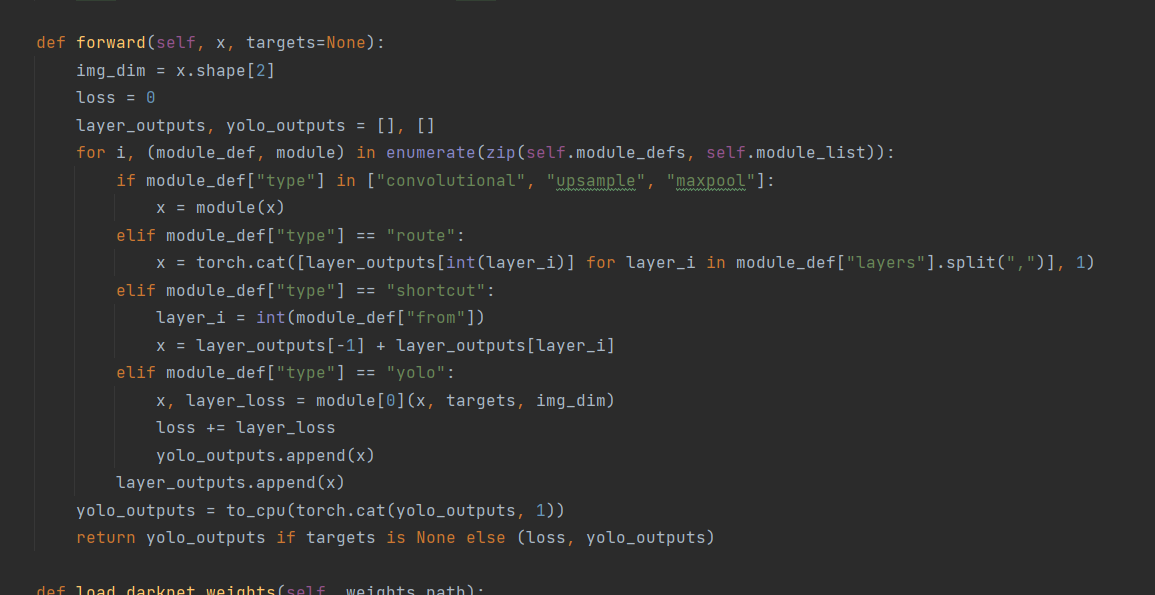 def forward(self, x, targets=None):
    img_dim = x.shape[2]
    loss = 0
    layer_outputs, yolo_outputs = [], []
    for i, (module_def, module) in enumerate(zip(self.module_defs, self.module_list)):
        if module_def["type"] in ["convolutional", "upsample", "maxpool"]:
            x = module(x)
        elif module_def["type"] == "route":
            x = torch.cat([layer_outputs[int(layer_i)] for layer_i in module_def["layers"].split(",")], 1)
        elif module_def["type"] == "shortcut":
            layer_i = int(module_def["from"])
            x = layer_outputs[-1] + layer_outputs[layer_i]
        elif module_def["type"] == "yolo":
            x, layer_loss = module[0](x, targets, img_dim)
            loss += layer_loss
            yolo_outputs.append(x)
        layer_outputs.append(x)
    yolo_outputs = to_cpu(torch.cat(yolo_outputs, 1))
    return yolo_outputs if targets is None else (loss, yolo_outputs)
def load_darknet_weights(self, weights_path):